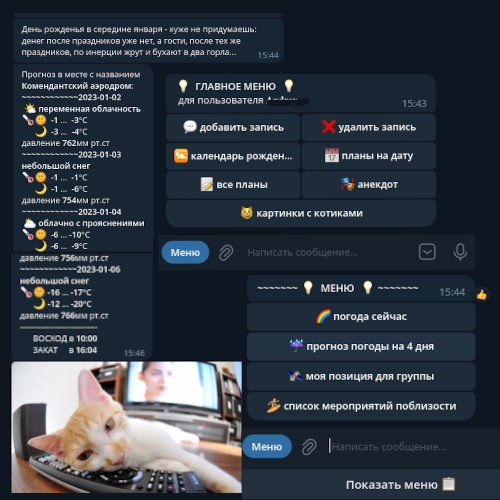 День рожденья в середине января - хуже не придумаешь:
денег после праздников уже нет, а гости, после тех же
праздников, по инерции жрут и бухают в два горла...
15:44
Прогноз в месте с названием
Комендантский аэродром:
~~~~~~~~~~~~2023-01-02
🌤 переменная облачность
-1 ... -3°C
-3 ... -4°C
давление 762мм рт.ст
~~~~~~~~~~~~2023-01-03
небольшой снег
-1 ... -1°C
-1 ... -6°C
давление 754мм рт.ст
~~~~~~~~~~~~2023-01-04
облачно с прояснениями
-6 ... -10°C
-6 ... -9°C
давление 756мм рт.ст
~~~~~~~~~~~~2023-01-06
небольшой снег
-16 ... -17°C
-12 ... -20°C
давление 766мм рт.ст
---------------------------
ВОСХОД в 10:00
ЗАКАТ в 16:04
15:46
ГЛАВНОЕ МЕНЮ
для пользователя
15:43
добавить запись
удалить запись
календарь рожден...
планы на дату
все планы
анекдот
картинки с котиками
Меню
Написать сообщение...
~~~~~~~ МЕНЮ ~~~~~~~
15:44
погода сейчас
прогноз погоды на 4 дня
моя позиция для группы
список мероприятий поблизости
Меню
Написать сообщение...
Показать меню